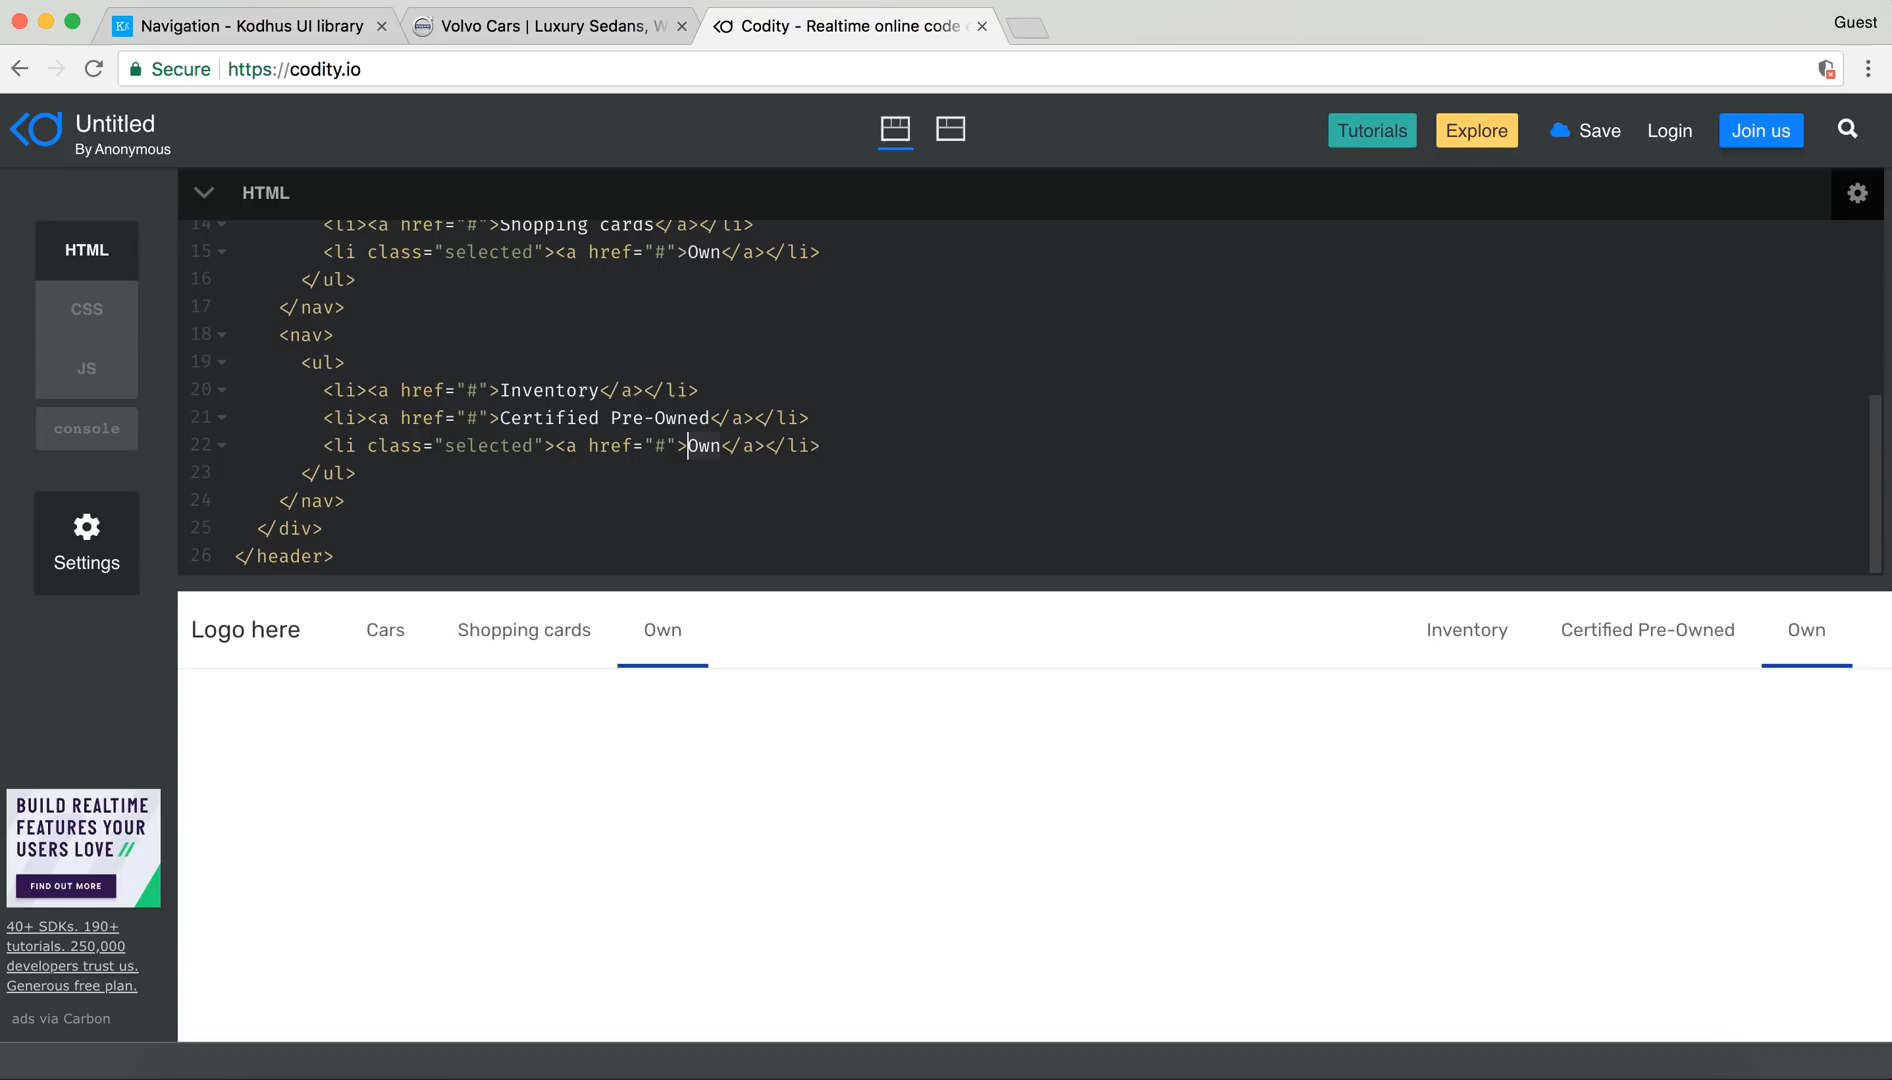 Navigation - Kodhus UI library
Volvo Cars | Luxury Sedans, W
Codity - Realtime online code e
Guest
Secure
https://codity.io
Untitled
By Anonymous
Tutorials
Explore
Save
Login
Join us
HTML
HTML
CSS
JS
console
Settings
14 <li><a href="#">Shopping cards</a></li>
15 <li class="selected"><a href="#">Own</a></li>
16 </ul>
17 </nav>
18 <nav>
19 <ul>
20 <li><a href="#">Inventory</a></li>
21 <li><a href="#">Certified Pre-Owned</a></li>
22 <li class="selected"><a href="#">Own</a></li>
23 </ul>
24 </nav>
25 </div>
26 </header>
Logo here
Cars
Shopping cards
Own
Inventory
Certified Pre-Owned
Own
BUILD REALTIME
FEATURES YOUR
USERS LOVE //
FIND OUT MORE
40+ SDKs. 190+
tutorials. 250,000
developers trust us.
Generous free plan.
ads via Carbon